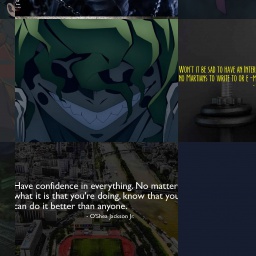 Won't it be sad to have an Inter
no Martians to write to or e-m
Have confidence in everything. No matter
what it is that you're doing, know that you
can do it better than anyone.
- O'Shea Jackson Jr.